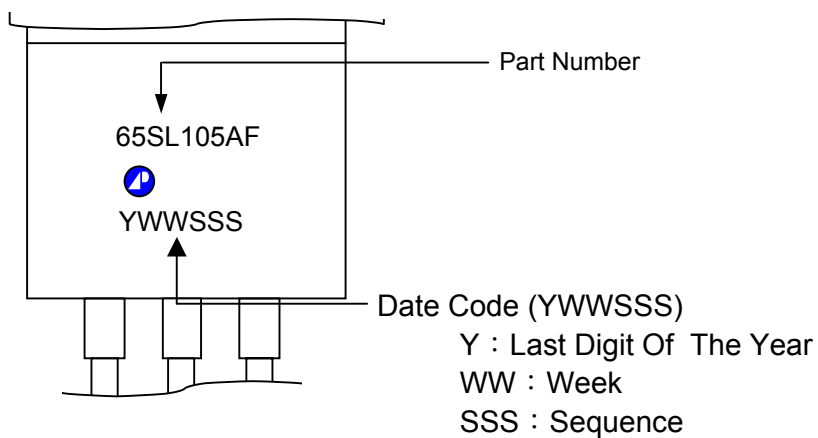 Part Number
65SL105AF
YWWSSS
Date Code (YWWSSS)
Y：Last Digit Of The Year
WW：Week
SSS：Sequence